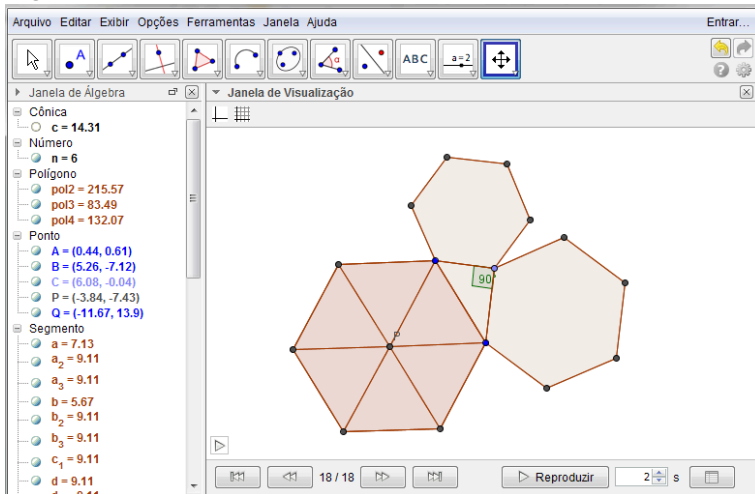 Arquivo Editar Exibir Opções Ferramentas Janela Ajuda Entrar...
A α ABC a=2
Janela de Álgebra
Janela de Visualização
Cônica
c = 14.31
Número
n = 6
Polígono
pol2 = 215.57
pol3 = 83.49
pol4 = 132.07
Ponto
A = (0.44, 0.61)
B = (5.26, -7.12)
C = (6.08, -0.04)
P = (-3.84, -7.43)
Q = (-11.67, 13.9)
Segmento
a = 7.13
a2 = 9.11
a3 = 9.11
b = 5.67
b2 = 9.11
b3 = 9.11
c1 = 9.11
d = 9.11
90
18 / 18 Reproduzir 2 s